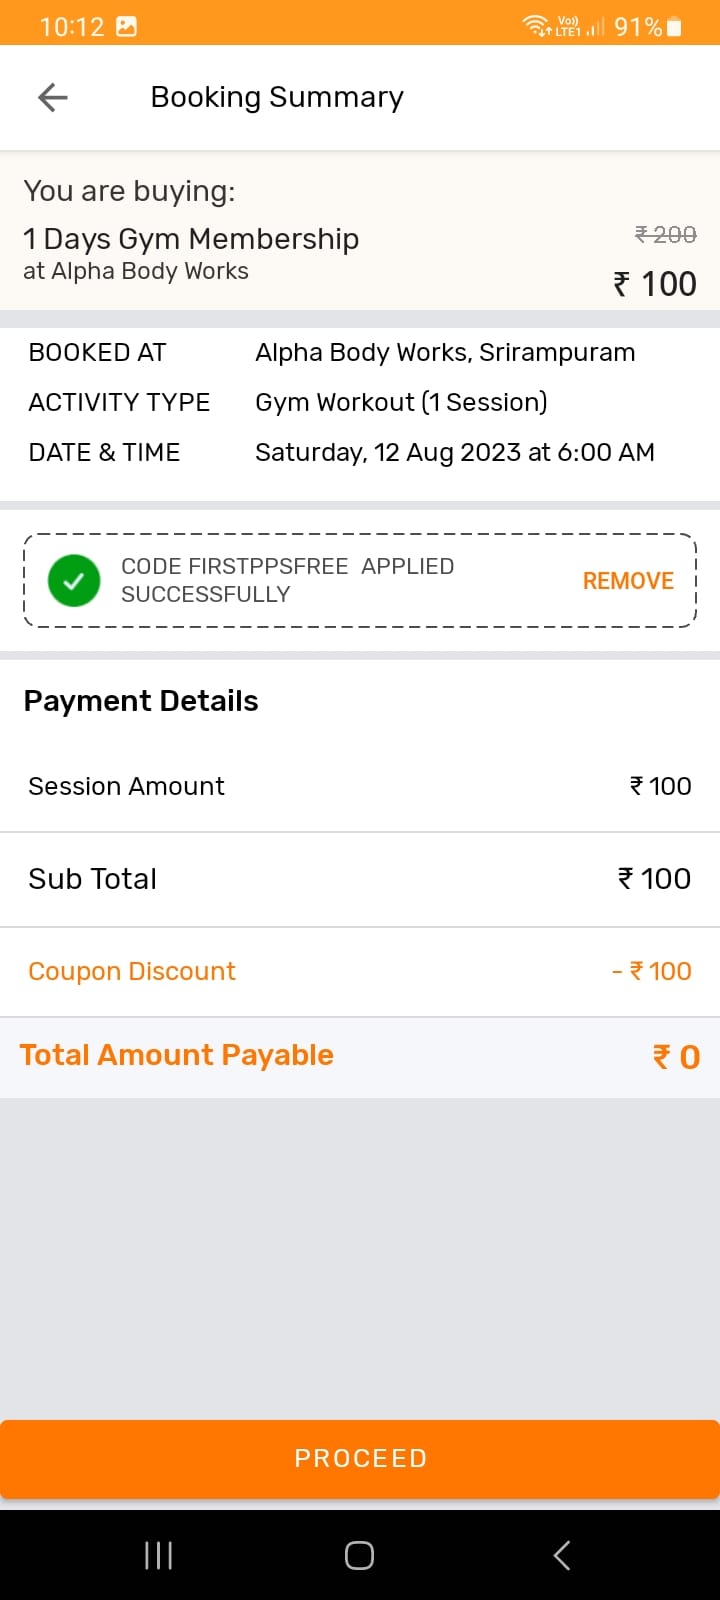 10:12 Vo)) LTE1 91%
Booking Summary
You are buying:
1 Days Gym Membership ₹ 200
at Alpha Body Works ₹ 100
BOOKED AT Alpha Body Works, Srirampuram
ACTIVITY TYPE Gym Workout (1 Session)
DATE & TIME Saturday, 12 Aug 2023 at 6:00 AM
CODE FIRSTPPSFREE APPLIED
SUCCESSFULLY
REMOVE
Payment Details
Session Amount ₹ 100
Sub Total ₹ 100
Coupon Discount - ₹ 100
Total Amount Payable ₹ 0
PROCEED